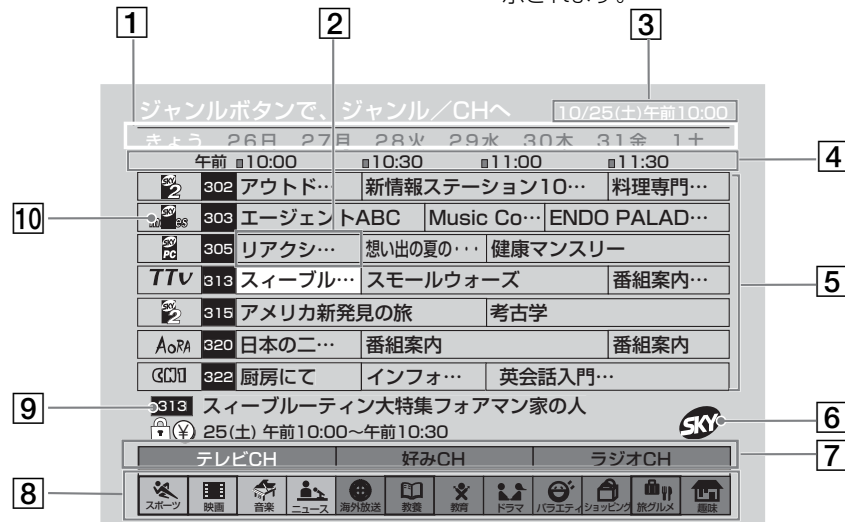 示されます。
1 2 3
ジャンルボタンで、ジャンル／CHへ 10/25(土)午前10:00
きょう 26日 27月 28火 29水 30木 31金 1土
午前 10:00 10:30 11:00 11:30
4
SKY 2 302 アウトド… 新情報ステーション10… 料理専門…
10
SKY 303 エージェントABC Music Co… ENDO PALAD…
SKY PC 305 リアクシ… 想い出の夏の・・・ 健康マンスリー
TTV 313 スィーブル… スモールウォーズ 番組案内…
5
SKY 2 315 アメリカ新発見の旅 考古学
AORA 320 日本の二… 番組案内 番組案内
322 厨房にて インフォ… 英会話入門…
9
313 スィーブルーティン大特集フォアマン家の人
¥ 25(土) 午前10:00～午前10:30
SKY 6
テレビCH 好みCH ラジオCH
7
8
スポーツ 映画 音楽 ニュース 海外放送 教養 教育 ドラマ バラエティ ショッピング 旅グルメ 趣味